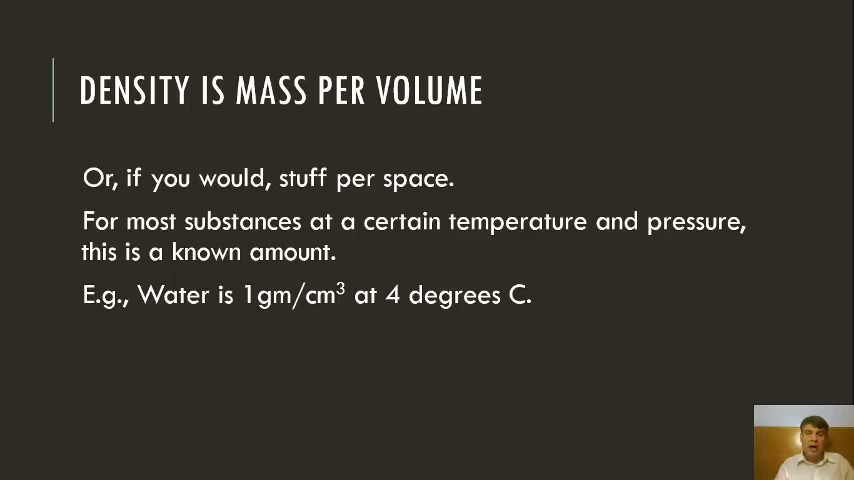 DENSITY IS MASS PER VOLUME
Or, if you would, stuff per space.
For most substances at a certain temperature and pressure,
this is a known amount.
E.g., Water is 1gm/cm³ at 4 degrees C.